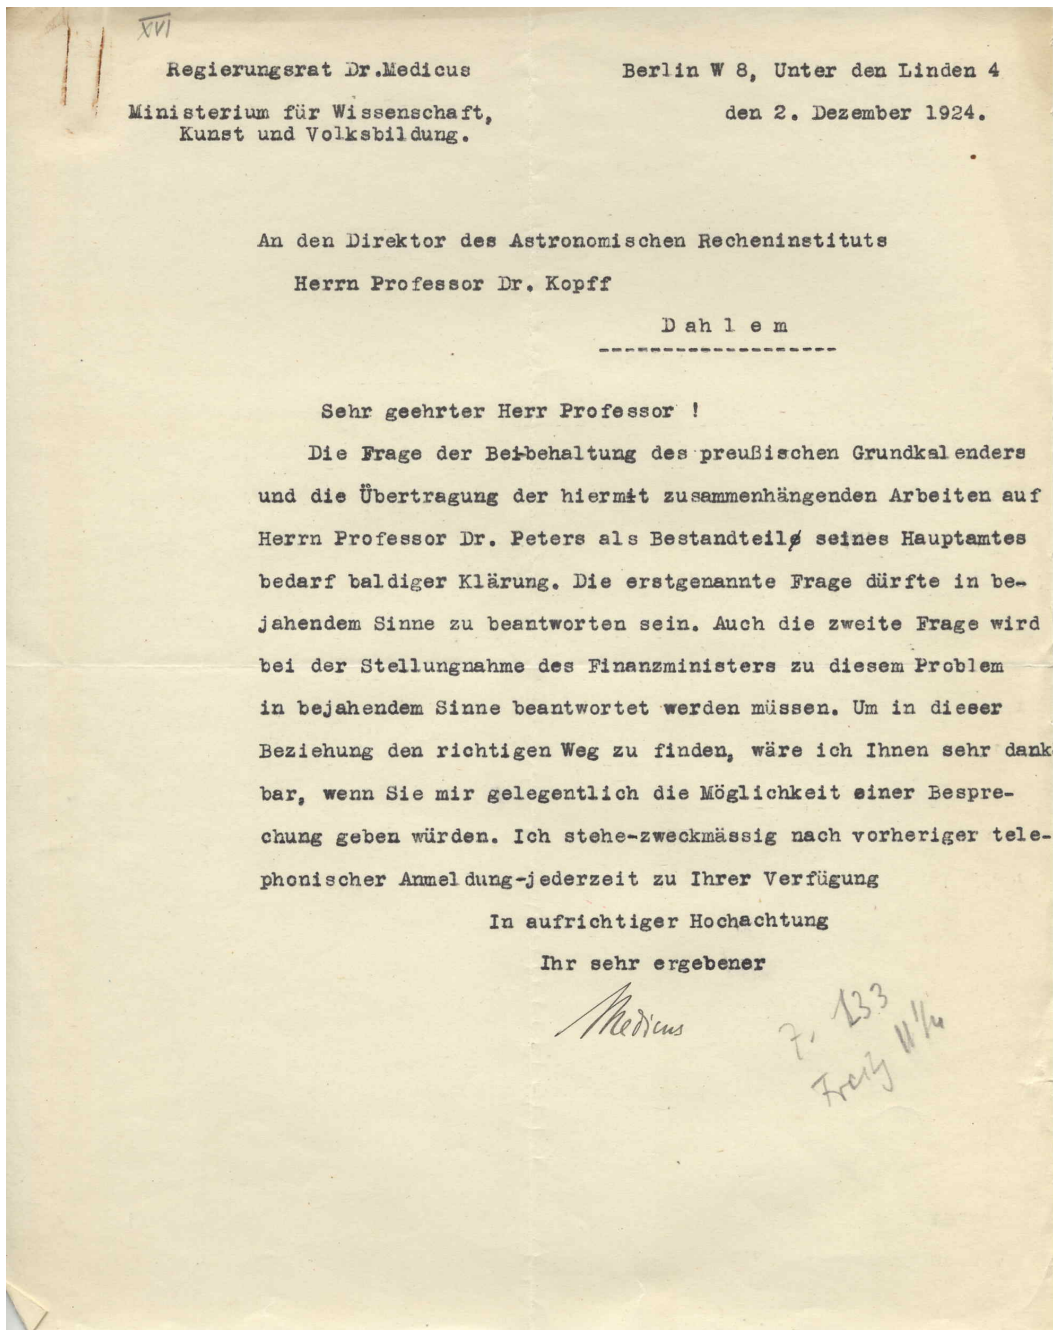 XVI
Regierungsrat Dr.Medicus
Berlin W 8, Unter den Linden 4
Ministerium für Wissenschaft,
Kunst und Volksbildung.
den 2. Dezember 1924.
An den Direktor des Astronomischen Recheninstituts
Herrn Professor Dr. Kopff
D a h l e m
Sehr geehrter Herr Professor !
Die Frage der Beibehaltung des preußischen Grundkalenders
und die Übertragung der hiermit zusammenhängenden Arbeiten auf
Herrn Professor Dr. Peters als Bestandteil seines Hauptamtes
bedarf baldiger Klärung. Die erstgenannte Frage dürfte in be-
jahendem Sinne zu beantworten sein. Auch die zweite Frage wird
bei der Stellungnahme des Finanzministers zu diesem Problem
in bejahendem Sinne beantwortet werden müssen. Um in dieser
Beziehung den richtigen Weg zu finden, wäre ich Ihnen sehr dank
bar, wenn Sie mir gelegentlich die Möglichkeit einer Bespre-
chung geben würden. Ich stehe-zweckmässig nach vorheriger tele-
phonischer Anmeldung-jederzeit zu Ihrer Verfügung
In aufrichtiger Hochachtung
Ihr sehr ergebener
Medicus
133